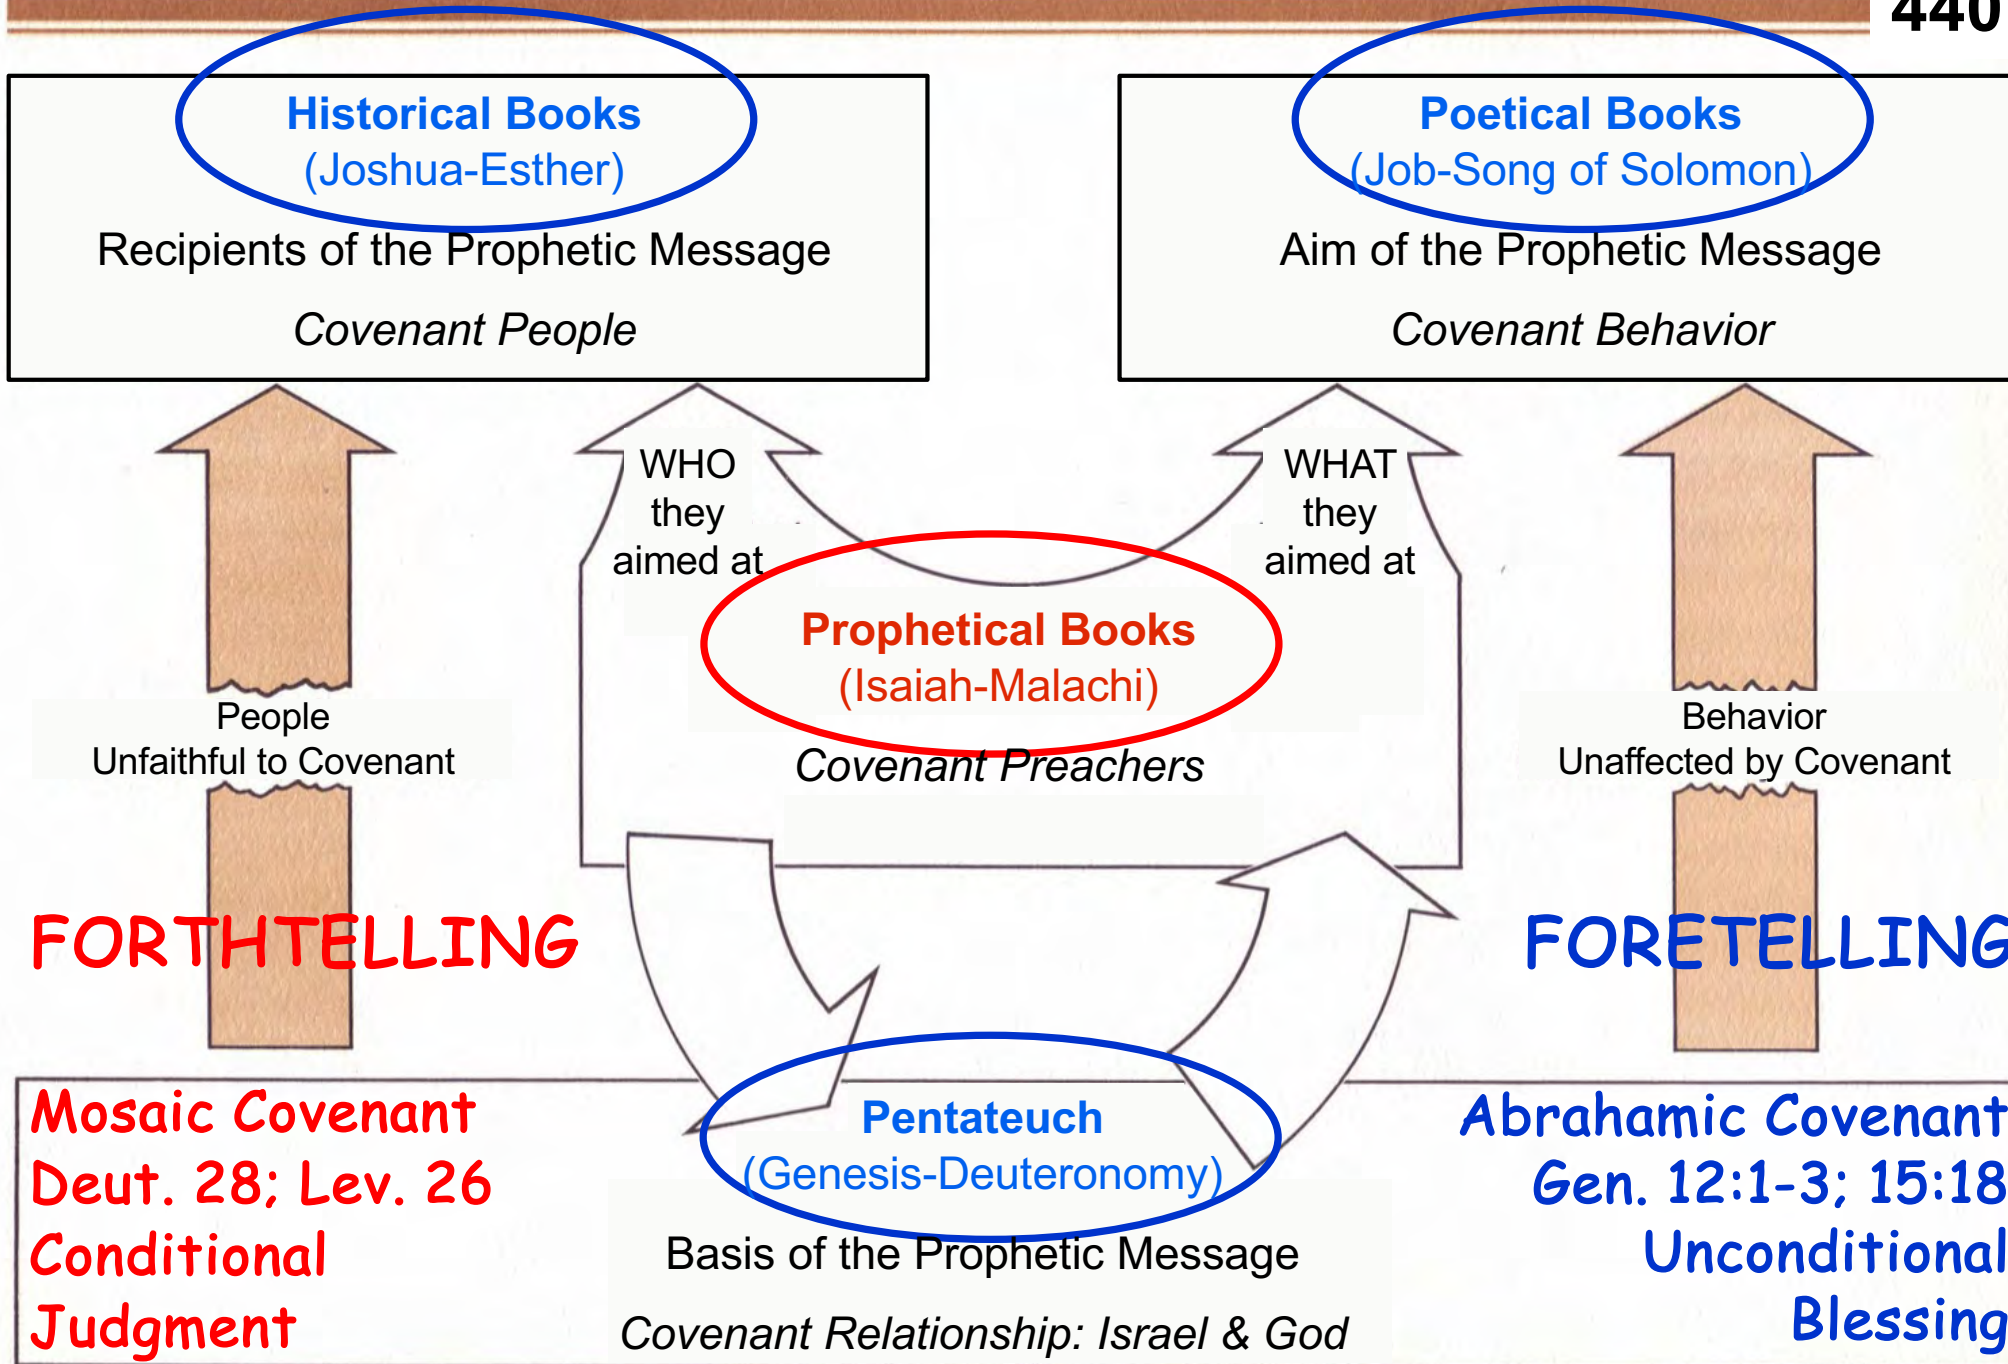 440
Historical Books
(Joshua-Esther)
Recipients of the Prophetic Message
Covenant People
Poetical Books
(Job-Song of Solomon)
Aim of the Prophetic Message
Covenant Behavior
WHO
they
aimed at
WHAT
they
aimed at
Prophetical Books
(Isaiah-Malachi)
Covenant Preachers
People
Unfaithful to Covenant
Behavior
Unaffected by Covenant
FORTHTELLING
FORETELLING
Mosaic Covenant
Deut. 28; Lev. 26
Conditional
Judgment
Pentateuch
(Genesis-Deuteronomy)
Basis of the Prophetic Message
Covenant Relationship: Israel & God
Abrahamic Covenant
Gen. 12:1-3; 15:18
Unconditional
Blessing